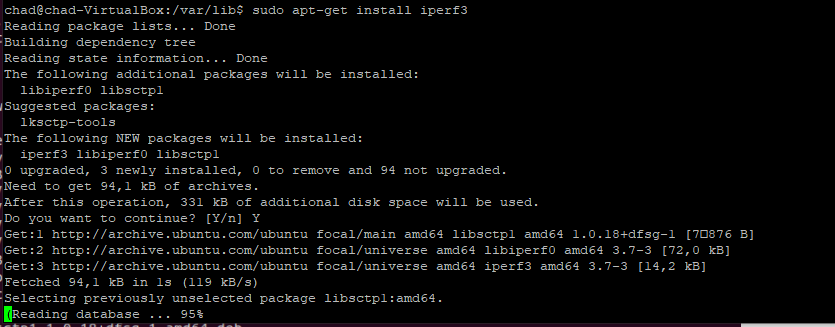 chad@chad-VirtualBox:/var/lib$ sudo apt-get install iperf3
Reading package lists... Done
Building dependency tree
Reading state information... Done
The following additional packages will be installed:
  libiperf0 libsctp1
Suggested packages:
  lksctp-tools
The following NEW packages will be installed:
  iperf3 libiperf0 libsctp1
0 upgraded, 3 newly installed, 0 to remove and 94 not upgraded.
Need to get 94,1 kB of archives.
After this operation, 331 kB of additional disk space will be used.
Do you want to continue? [Y/n] Y
Get:1 http://archive.ubuntu.com/ubuntu focal/main amd64 libsctp1 amd64 1.0.18+dfsg-1 [7□876 B]
Get:2 http://archive.ubuntu.com/ubuntu focal/universe amd64 libiperf0 amd64 3.7-3 [72,0 kB]
Get:3 http://archive.ubuntu.com/ubuntu focal/universe amd64 iperf3 amd64 3.7-3 [14,2 kB]
Fetched 94,1 kB in 1s (119 kB/s)
Selecting previously unselected package libsctp1:amd64.
(Reading database ... 95%